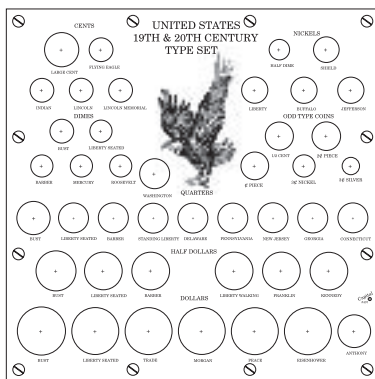 UNITED STATES
19TH & 20TH CENTURY
TYPE SET
CENTS
LARGE CENT
FLYING EAGLE
INDIAN
LINCOLN
LINCOLN MEMORIAL
NICKELS
HALF DIME
SHIELD
LIBERTY
BUFFALO
JEFFERSON
DIMES
BUST
LIBERTY SEATED
BARBER
MERCURY
ROOSEVELT
ODD TYPE COINS
1/2 CENT
2¢ PIECE
3¢ NICKEL
3¢ SILVER
QUARTERS
WASHINGTON
BUST
LIBERTY SEATED
BARBER
STANDING LIBERTY
DELAWARE
PENNSYLVANIA
NEW JERSEY
GEORGIA
CONNECTICUT
HALF DOLLARS
BUST
LIBERTY SEATED
BARBER
LIBERTY WALKING
FRANKLIN
KENNEDY
DOLLARS
BUST
LIBERTY SEATED
TRADE
MORGAN
PEACE
EISENHOWER
ANTHONY